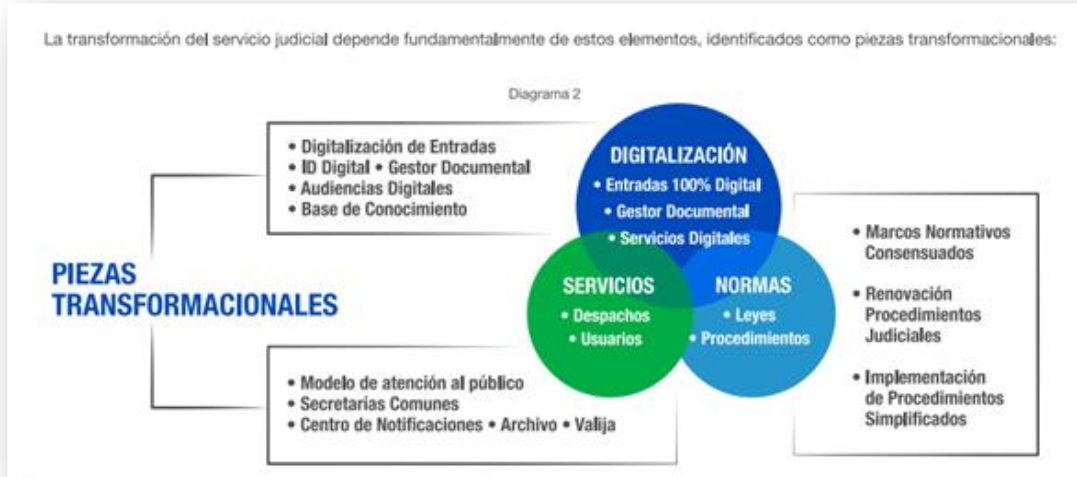 La transformación del servicio judicial depende fundamentalmente de estos elementos, identificados como piezas transformacionales:
Diagrama 2
• Digitalización de Entradas
• ID Digital • Gestor Documental
• Audiencias Digitales
• Base de Conocimiento
DIGITALIZACIÓN
• Entradas 100% Digital
• Gestor Documental
• Servicios Digitales
PIEZAS
TRANSFORMACIONALES
SERVICIOS
• Despachos
• Usuarios
NORMAS
• Leyes
• Procedimientos
• Marcos Normativos
Consensuados
• Renovación
Procedimientos
Judiciales
• Implementación
de Procedimientos
Simplificados
• Modelo de atención al público
• Secretarias Comunes
• Centro de Notificaciones • Archivo • Valija